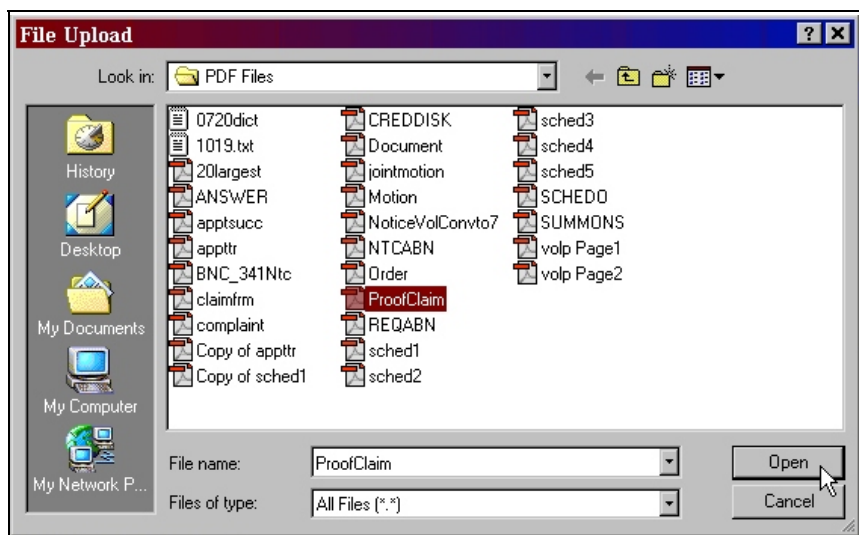 File Upload
Look in: PDF Files
History
Desktop
My Documents
My Computer
My Network P...
0720dict
1019.txt
20largest
ANSWER
apptsucc
appttr
BNC_341Ntc
claimfrm
complaint
Copy of appttr
Copy of sched1
CREDDISK
Document
jointmotion
Motion
NoticeVolConvto7
NTCABN
Order
ProofClaim
REQABN
sched1
sched2
sched3
sched4
sched5
SCHEDO
SUMMONS
volp Page1
volp Page2
File name: ProofClaim Open
Files of type: All Files (*.*) Cancel